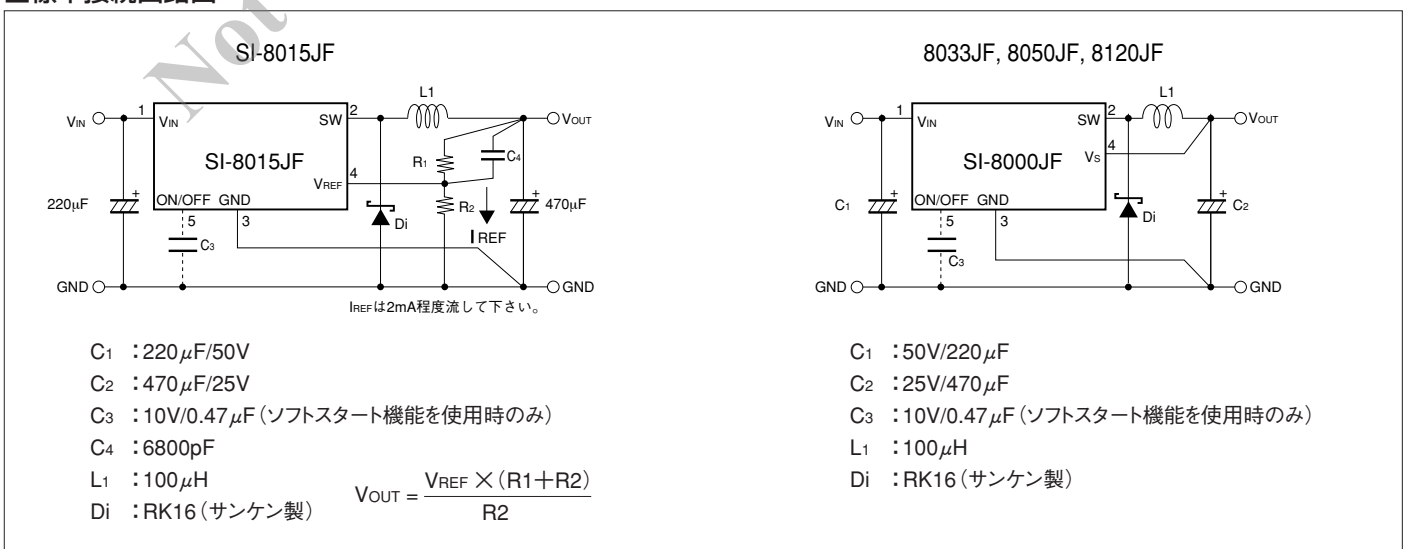 Not
SI-8015JF
L1
VIN
1
VIN
SW
2
VOUT
SI-8015JF
R1
C4
VREF
4
220μF
+
ON/OFF GND
5
3
C3
Di
R2
IREF
+
470μF
GND
GND
IREFは2mA程度流して下さい。
C1 :220μF/50V
C2 :470μF/25V
C3 :10V/0.47μF(ソフトスタート機能を使用時のみ)
C4 :6800pF
L1 :100μH
Di :RK16(サンケン製)
VOUT = VREF×(R1+R2)
R2
8033JF, 8050JF, 8120JF
L1
VIN
1
VIN
SW
2
VOUT
SI-8000JF
VS
4
C1
+
ON/OFF GND
5
3
C3
Di
+
C2
GND
GND
C1 :50V/220μF
C2 :25V/470μF
C3 :10V/0.47μF(ソフトスタート機能を使用時のみ)
L1 :100μH
Di :RK16(サンケン製)